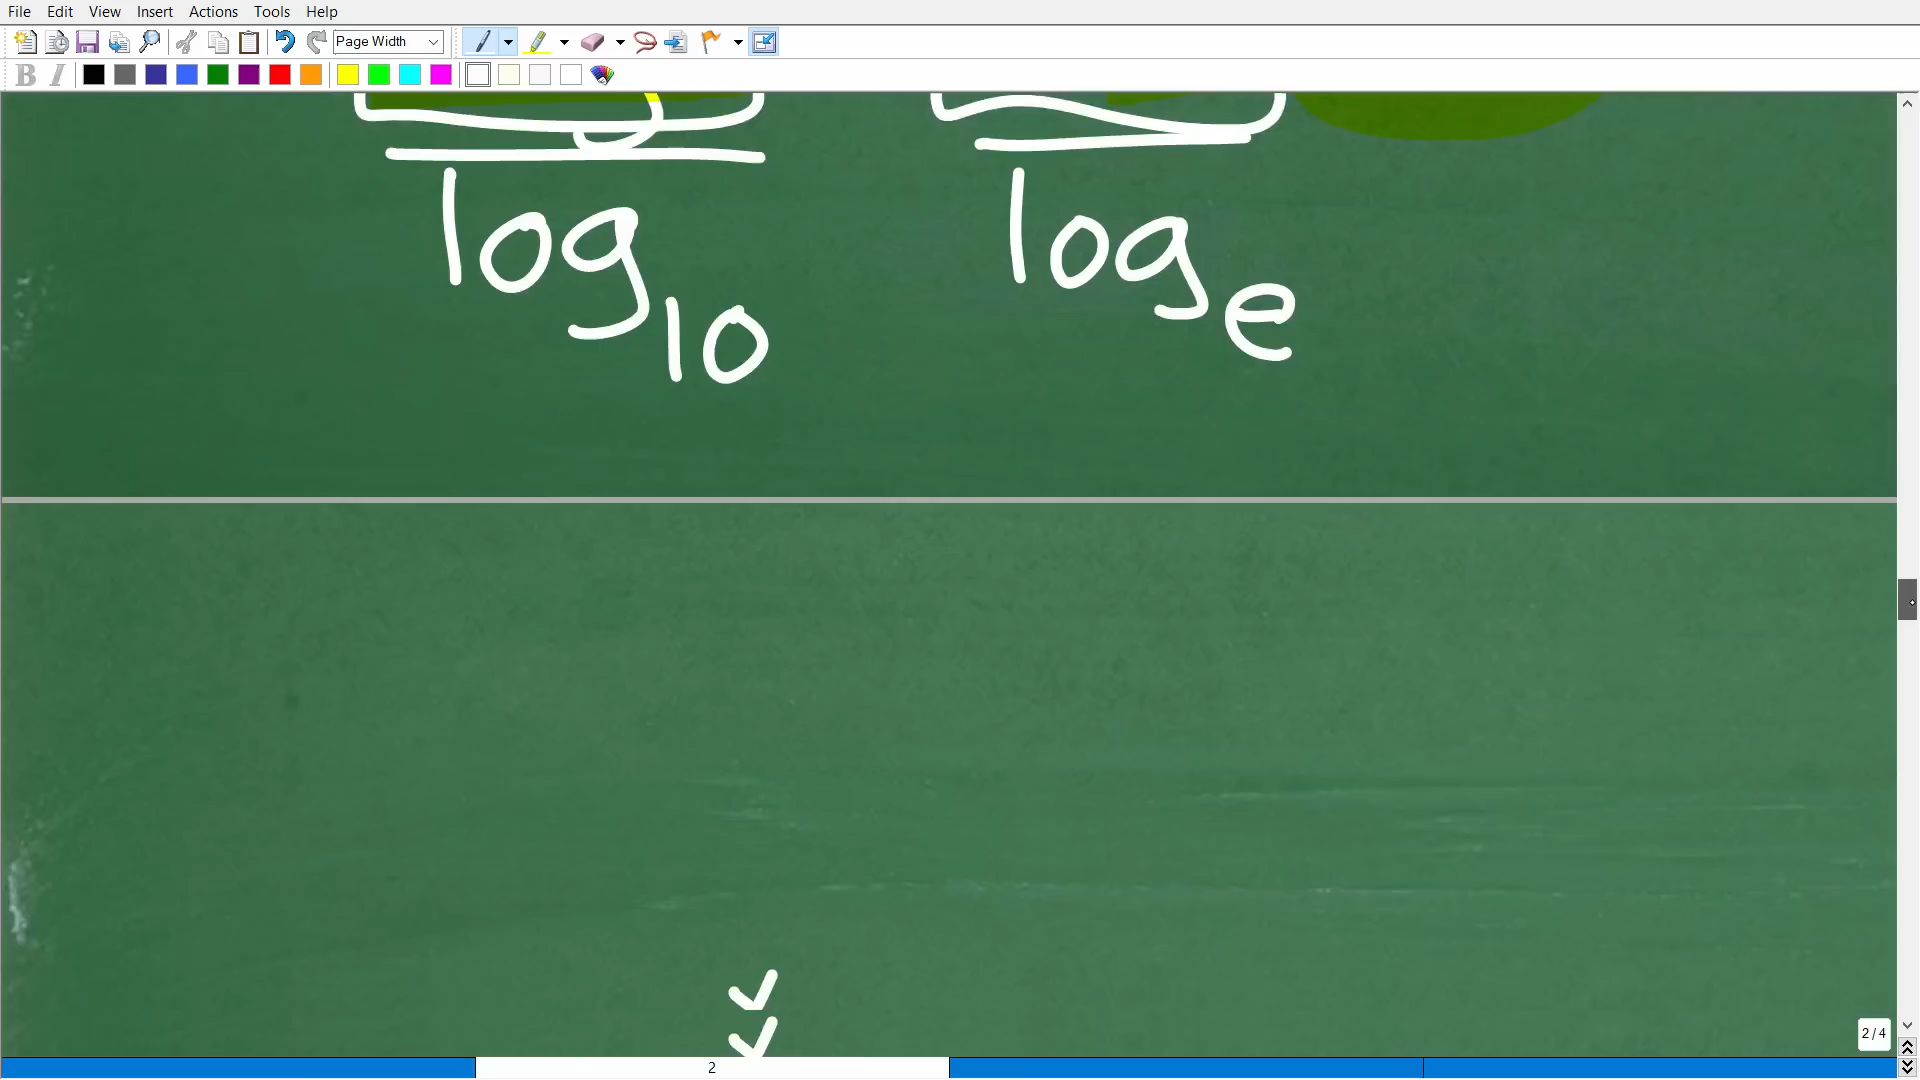 File Edit View Insert Actions Tools Help
Page Width
B I
log₁₀ logₑ
2 / 4
2